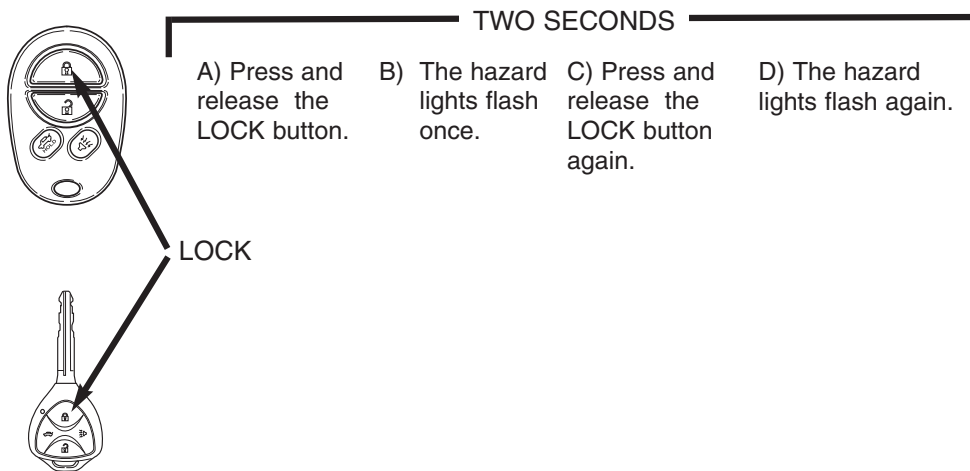 TWO SECONDS
A) Press and
release the
LOCK button.
B) The hazard
lights flash
once.
C) Press and
release the
LOCK button
again.
D) The hazard
lights flash again.
HOLD
LOCK